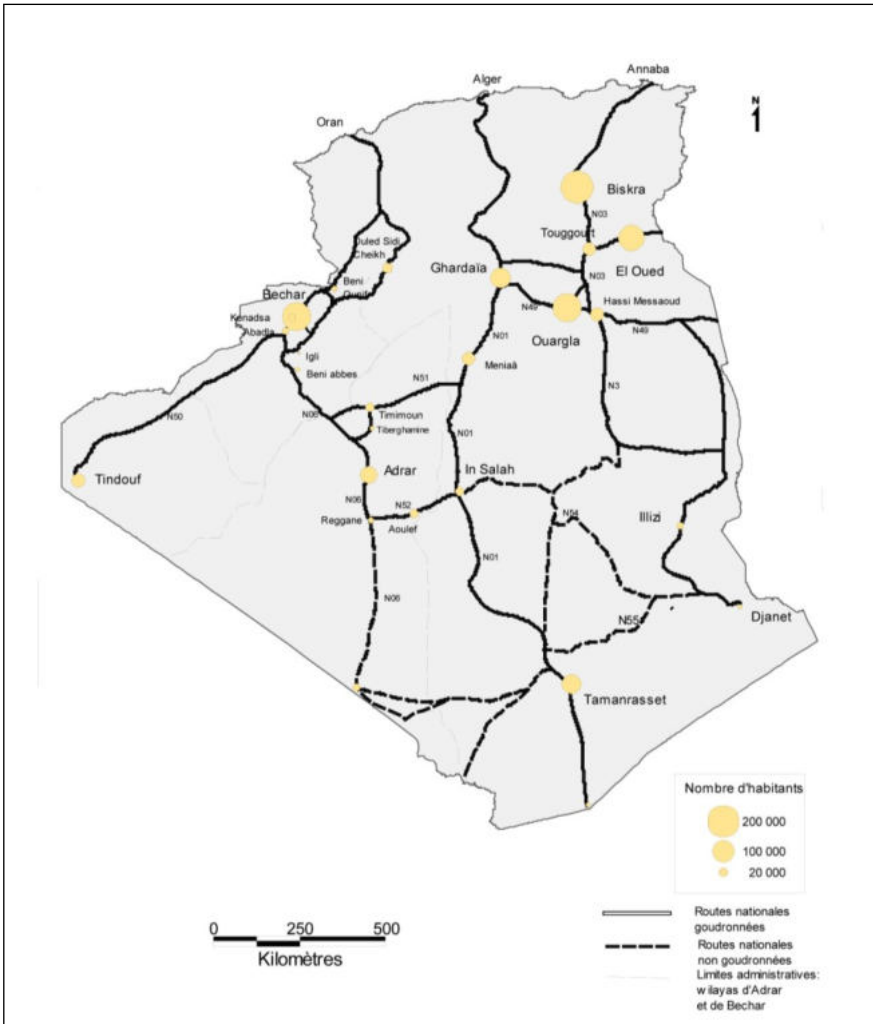 Annaba
Alger
Oran
N
1
Biskra
N03
Touggourt
Ouled Sidi
Cheikh
El Oued
Ghardaïa
N03
Beni
Ounif
Bechar
Hassi Messaoud
Kenadsa
Abadla
N49
N49
Ouargla
N01
Igli
Meniaà
Beni abbes
N51
N3
N50
N06
Timimoun
Tiberghamine
N01
Tindouf
Adrar
In Salah
N06
N52
Reggane
Aoulef
N54
Illizi
N01
N06
N55
Djanet
Tamanrasset
Nombre d'habitants
200 000
100 000
20 000
0 250 500
Kilomètres
Routes nationales
goudronnées
Routes nationales
non goudronnées
Limites administratives:
wilayas d'Adrar
et de Bechar